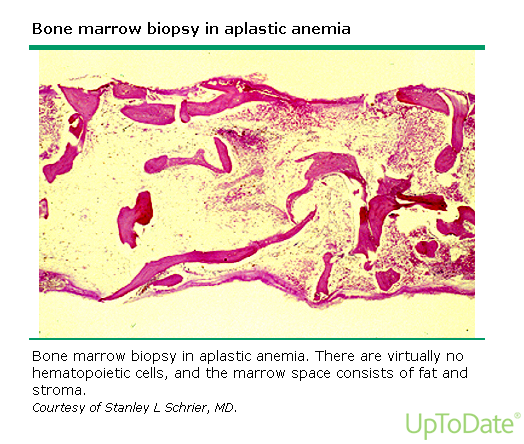 Bone marrow biopsy in aplastic anemia
Bone marrow biopsy in aplastic anemia. There are virtually no
hematopoietic cells, and the marrow space consists of fat and
stroma.
Courtesy of Stanley L Schrier, MD.
UpToDate®